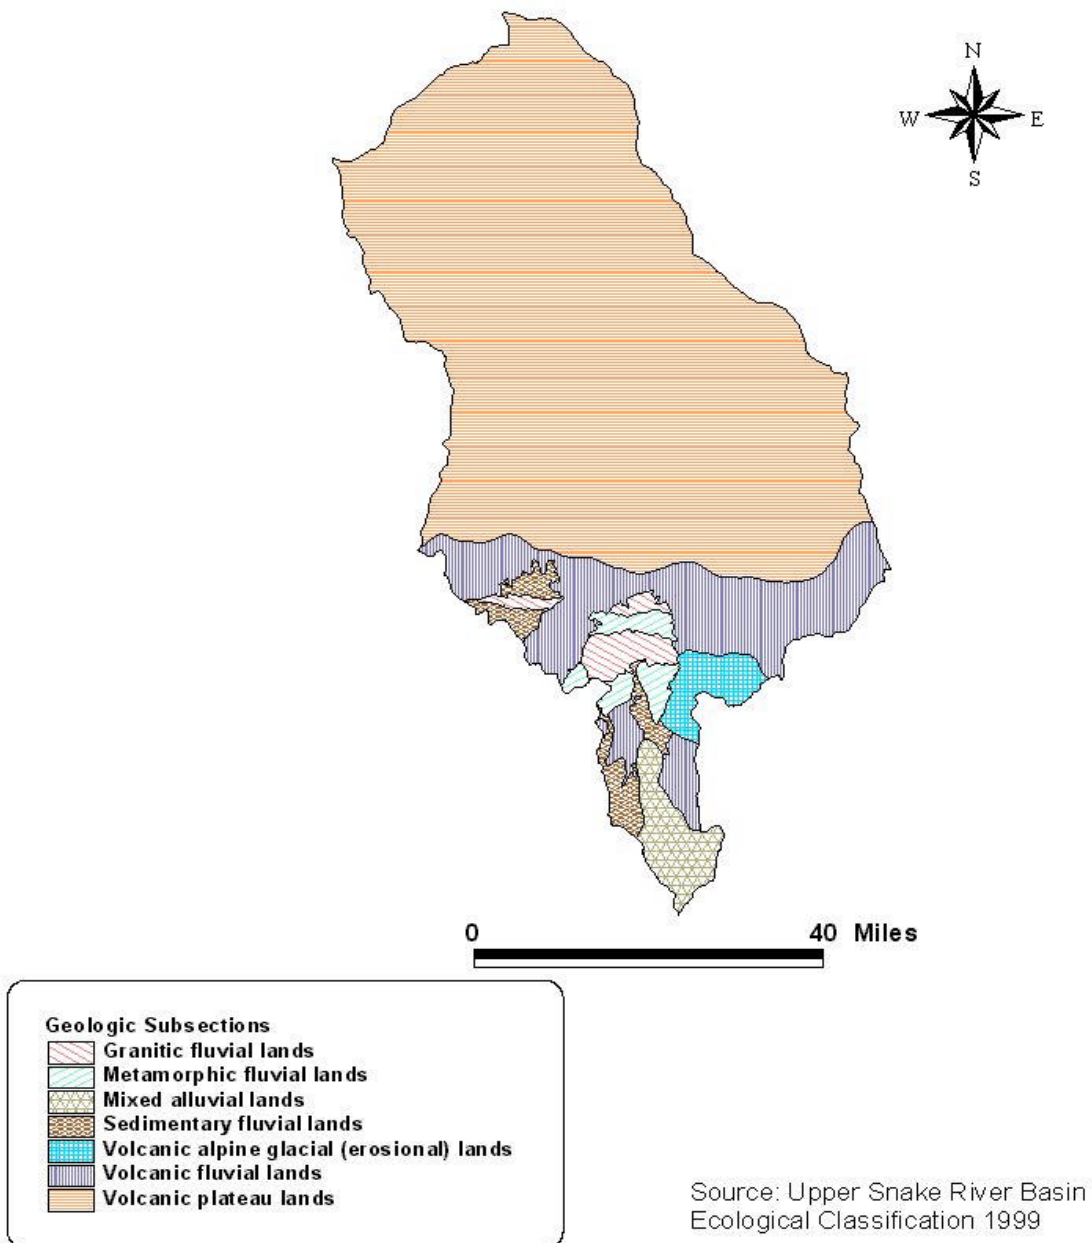 N
W E
S
0 40 Miles
Geologic Subsections
Granitic fluvial lands
Metamorphic fluvial lands
Mixed alluvial lands
Sedimentary fluvial lands
Volcanic alpine glacial (erosional) lands
Volcanic fluvial lands
Volcanic plateau lands
Source: Upper Snake River Basin
Ecological Classification 1999